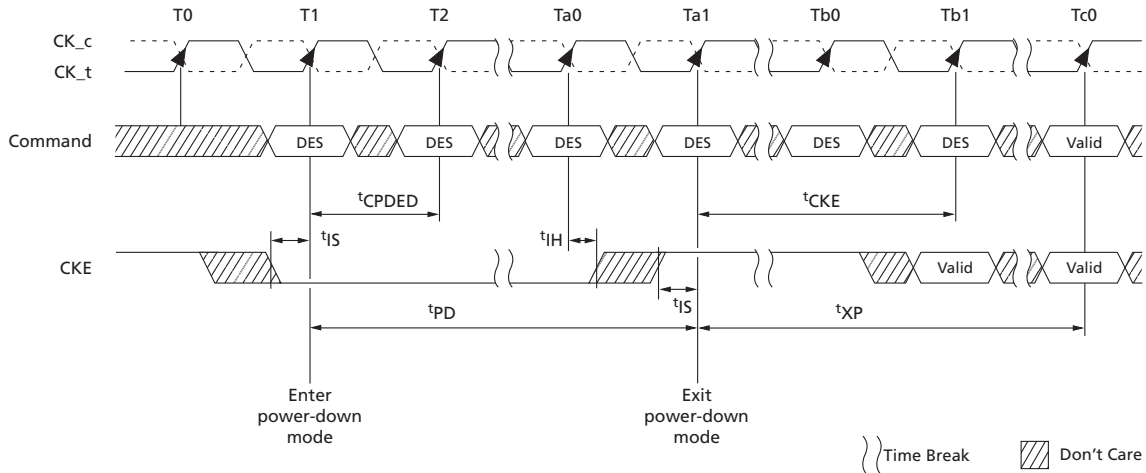 T0 T1 T2 Ta0 Ta1 Tb0 Tb1 Tc0
CK_c
CK_t
Command DES DES DES DES DES DES Valid
tCPDED tCKE
tIS tIH
CKE Valid Valid
tIS
tPD tXP
Enter
power-down
mode
Exit
power-down
mode
Time Break Don't Care